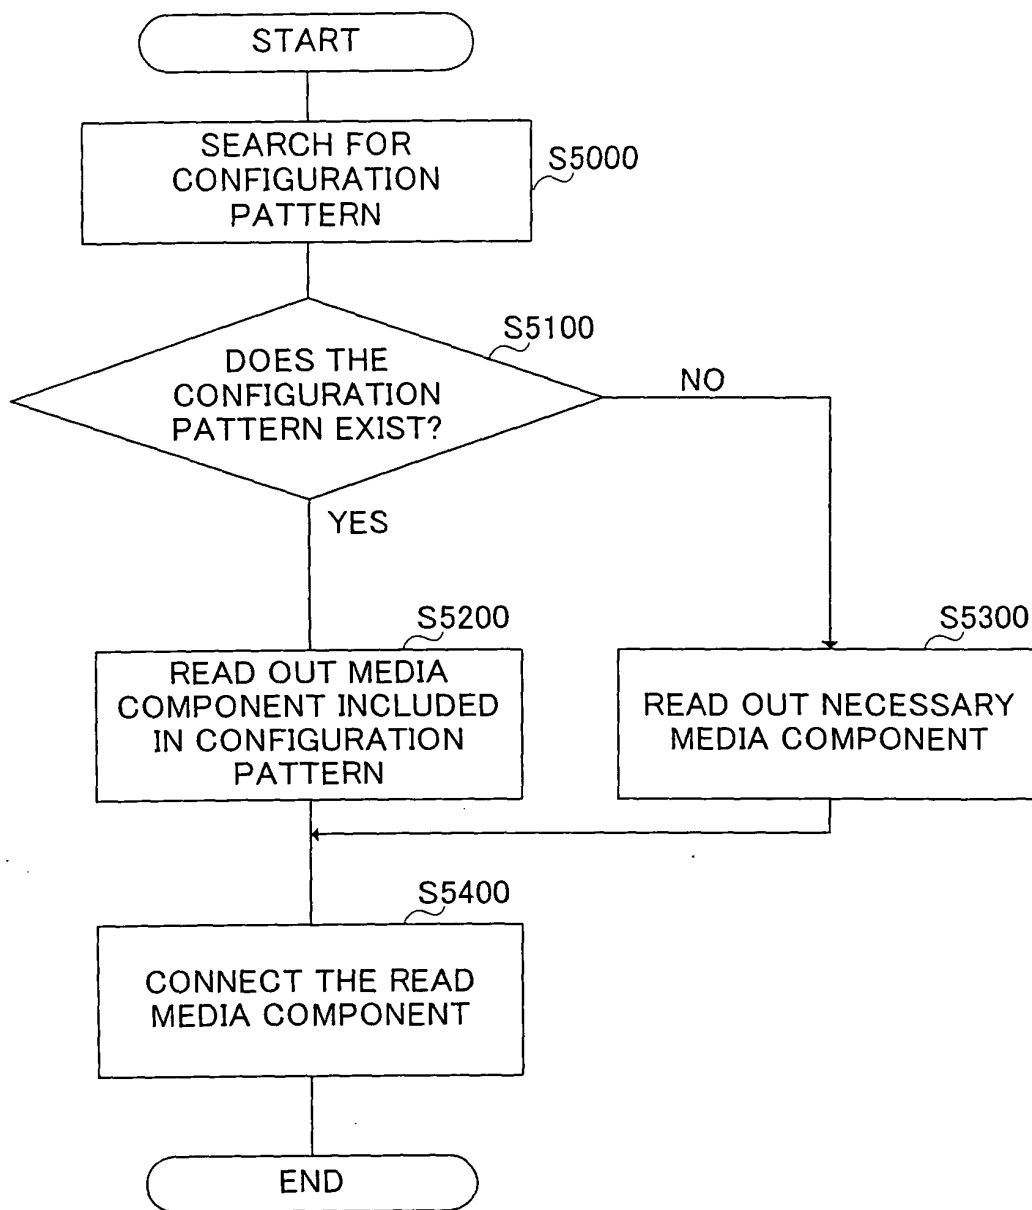 START
SEARCH FOR
CONFIGURATION
PATTERN
S5000
S5100
DOES THE
CONFIGURATION
PATTERN EXIST?
NO
YES
S5200
READ OUT MEDIA
COMPONENT INCLUDED
IN CONFIGURATION
PATTERN
S5300
READ OUT NECESSARY
MEDIA COMPONENT
S5400
CONNECT THE READ
MEDIA COMPONENT
END